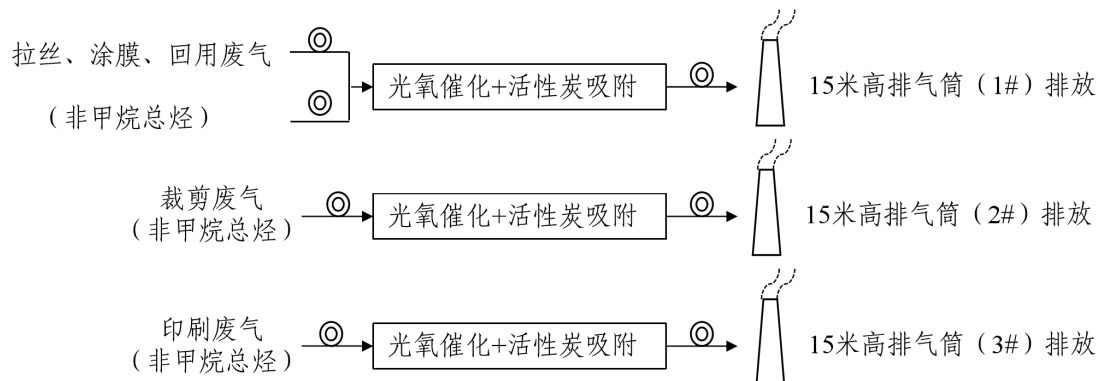 拉丝、涂膜、回用废气
（非甲烷总烃）
光氧催化+活性炭吸附
15米高排气筒（1#）排放
裁剪废气
（非甲烷总烃）
光氧催化+活性炭吸附
15米高排气筒（2#）排放
印刷废气
（非甲烷总烃）
光氧催化+活性炭吸附
15米高排气筒（3#）排放